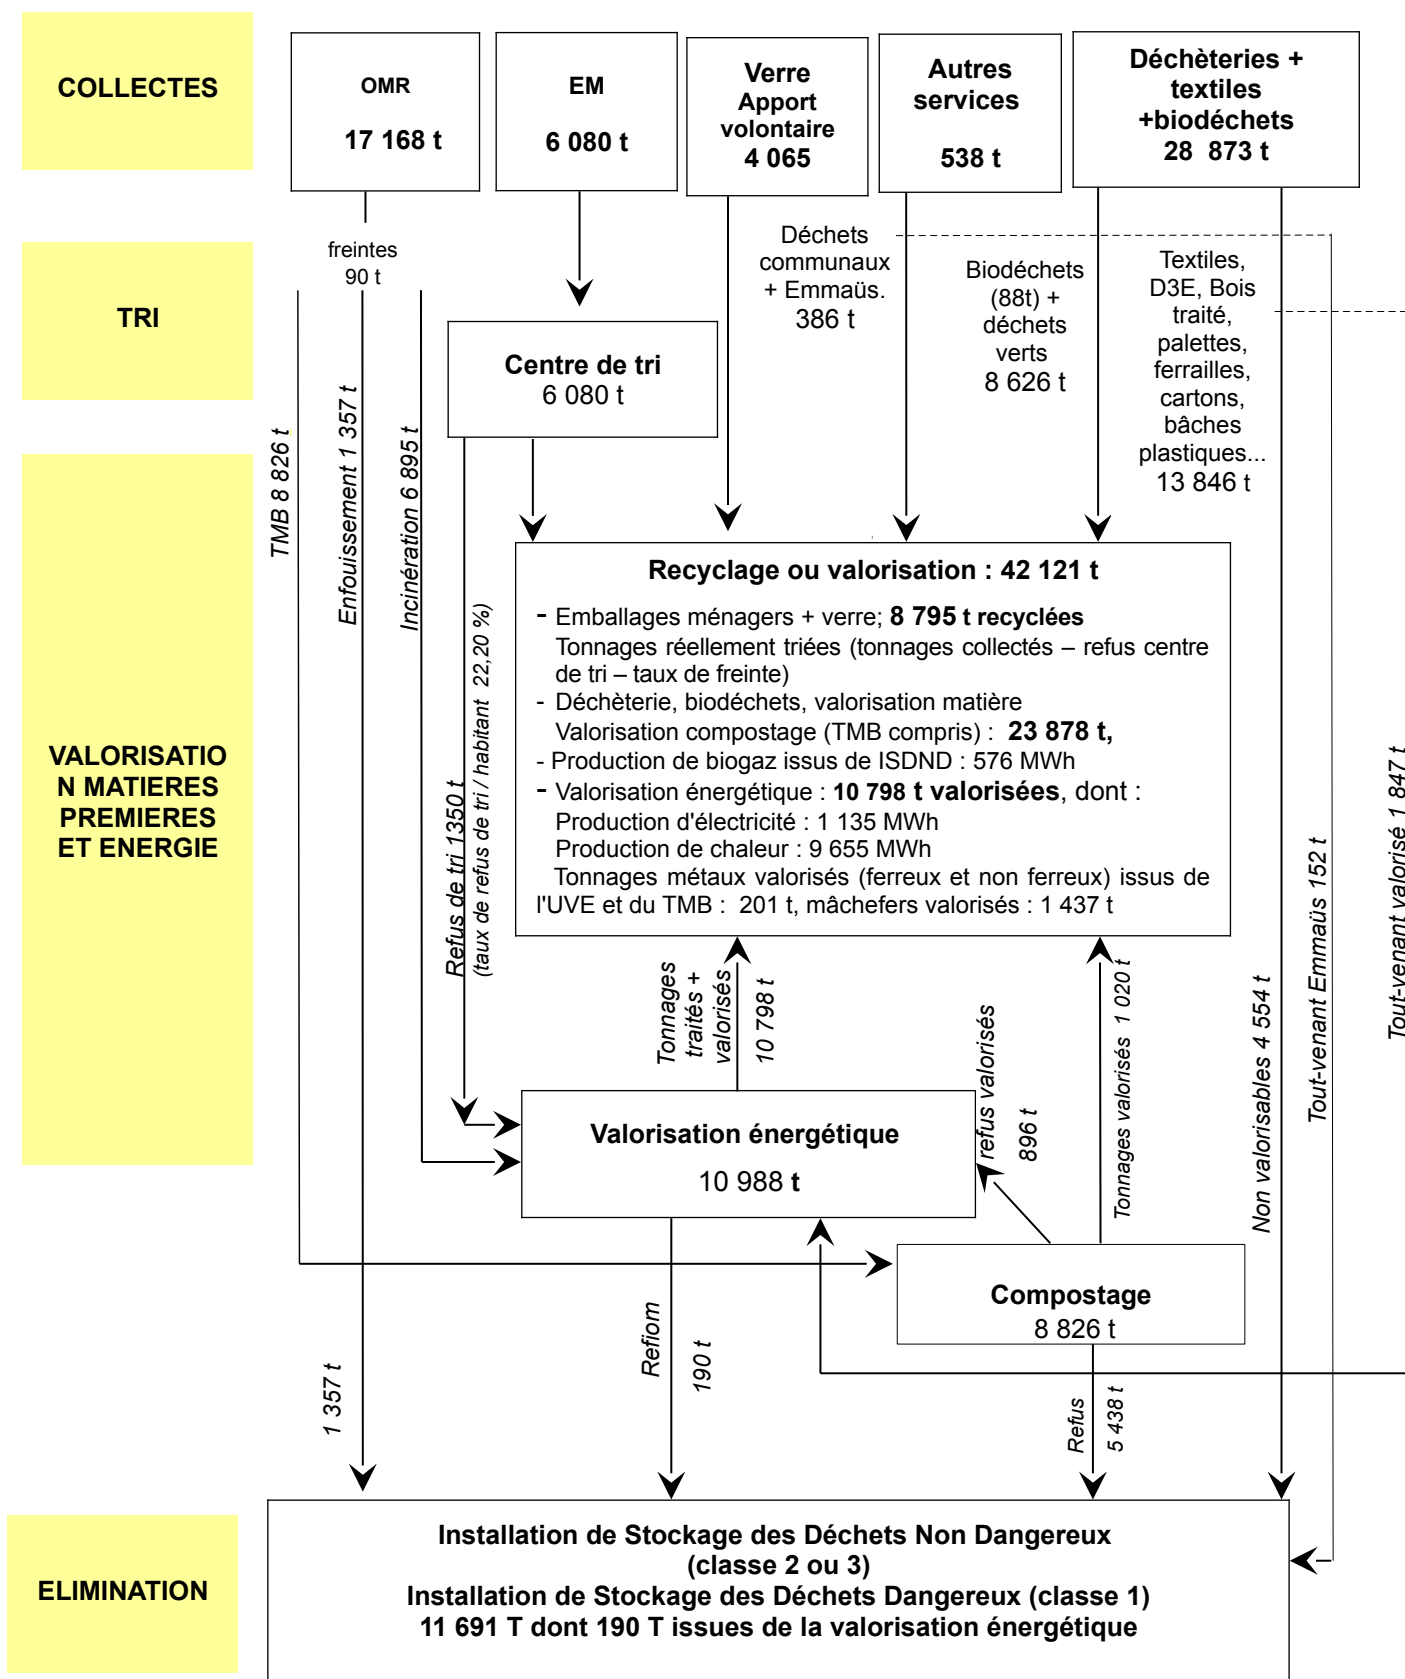 COLLECTES
OMR
17 168 t
EM
6 080 t
Verre
Apport
volontaire
4 065
Autres
services
538 t
Déchèteries +
textiles
+biodéchets
28 873 t
TRI
freintes
90 t
Déchets
communaux
+ Emmaüs.
386 t
Biodéchets
(88t) +
déchets
verts
8 626 t
Textiles,
D3E, Bois
traité,
palettes,
ferrailles,
cartons,
bâches
plastiques...
13 846 t
Centre de tri
6 080 t
TMB 8 826 t
Enfouissement 1 357 t
Incinération 6 895 t
Refus de tri 1350 t
(taux de refus de tri / habitant 22,20 %)
VALORISATIO
N MATIERES
PREMIERES
ET ENERGIE
Recyclage ou valorisation : 42 121 t
- Emballages ménagers + verre; 8 795 t recyclées
Tonnages réellement triées (tonnages collectés – refus centre
de tri – taux de freinte)
- Déchèterie, biodéchets, valorisation matière
Valorisation compostage (TMB compris) : 23 878 t,
- Production de biogaz issus de ISDND : 576 MWh
- Valorisation énergétique : 10 798 t valorisées, dont :
Production d'électricité : 1 135 MWh
Production de chaleur : 9 655 MWh
Tonnages métaux valorisés (ferreux et non ferreux) issus de
l'UVE et du TMB : 201 t, mâchefers valorisés : 1 437 t
Tonnages
traités +
valorisés
10 798 t
refus valorisés
896 t
Tonnages valorisés 1 020 t
Non valorisables 4 554 t
Tout-venant Emmaüs 152 t
Tout-venant valorisé 1 847 t
Valorisation énergétique
10 988 t
Compostage
8 826 t
1 357 t
Refiom
190 t
Refus
5 438 t
ELIMINATION
Installation de Stockage des Déchets Non Dangereux
(classe 2 ou 3)
Installation de Stockage des Déchets Dangereux (classe 1)
11 691 T dont 190 T issues de la valorisation énergétique